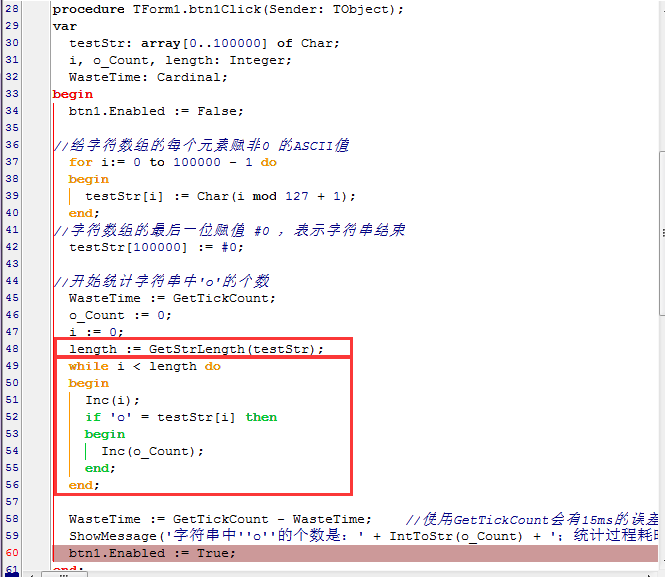 28 procedure TForm1.btn1Click(Sender: TObject);
29 var
30 testStr: array[0..100000] of Char;
31 i, o_Count, length: Integer;
32 WasteTime: Cardinal;
33 begin
34 btn1.Enabled := False;
35
36 //给字符数组的每个元素赋非0 的ASCII值
37 for i:= 0 to 100000 - 1 do
38 begin
39 testStr[i] := Char(i mod 127 + 1);
40 end;
41 //字符数组的最后一位赋值 #0 ，表示字符串结束
42 testStr[100000] := #0;
43
44 //开始统计字符串中'o'的个数
45 WasteTime := GetTickCount;
46 o_Count := 0;
47 i := 0;
48 length := GetStrLength(testStr);
49 while i < length do
50 begin
51 Inc(i);
52 if 'o' = testStr[i] then
53 begin
54 Inc(o_Count);
55 end;
56 end;
57
58 WasteTime := GetTickCount - WasteTime; //使用GetTickCount会有15ms的误差
59 ShowMessage('字符串中''o''的个数是：' + IntToStr(o_Count) + '；统计过程耗
60 btn1.Enabled := True;
61 end;